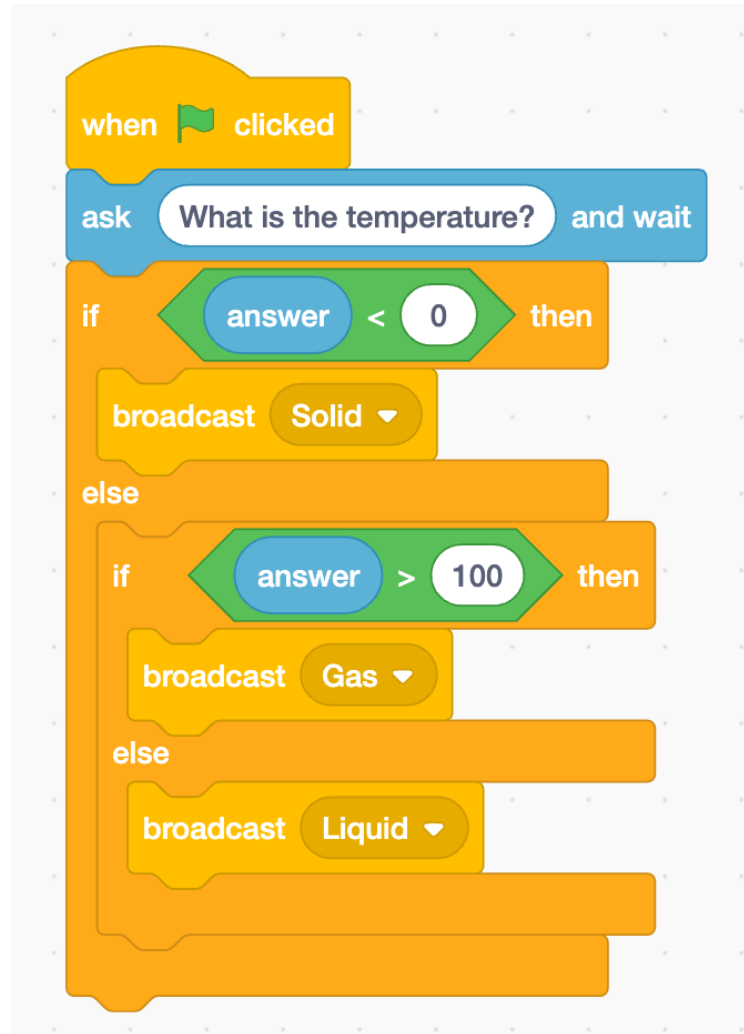 when clicked
ask What is the temperature? and wait
if answer < 0 then
broadcast Solid
else
if answer > 100 then
broadcast Gas
else
broadcast Liquid